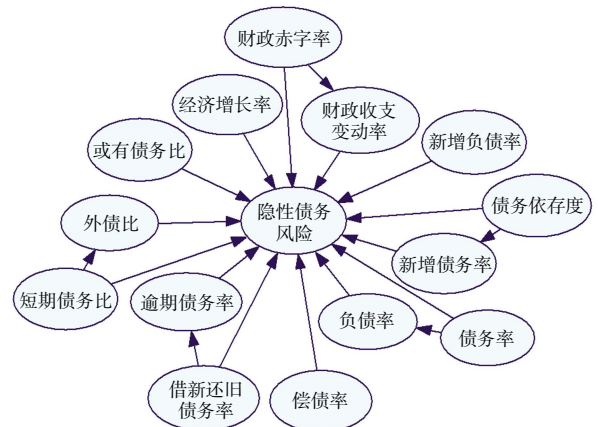 财政赤字率
经济增长率
财政收支
变动率
新增负债率
或有债务比
债务依存度
外债比
隐性债务
风险
新增债务率
短期债务比
逾期债务率
负债率
债务率
借新还旧
债务率
偿债率